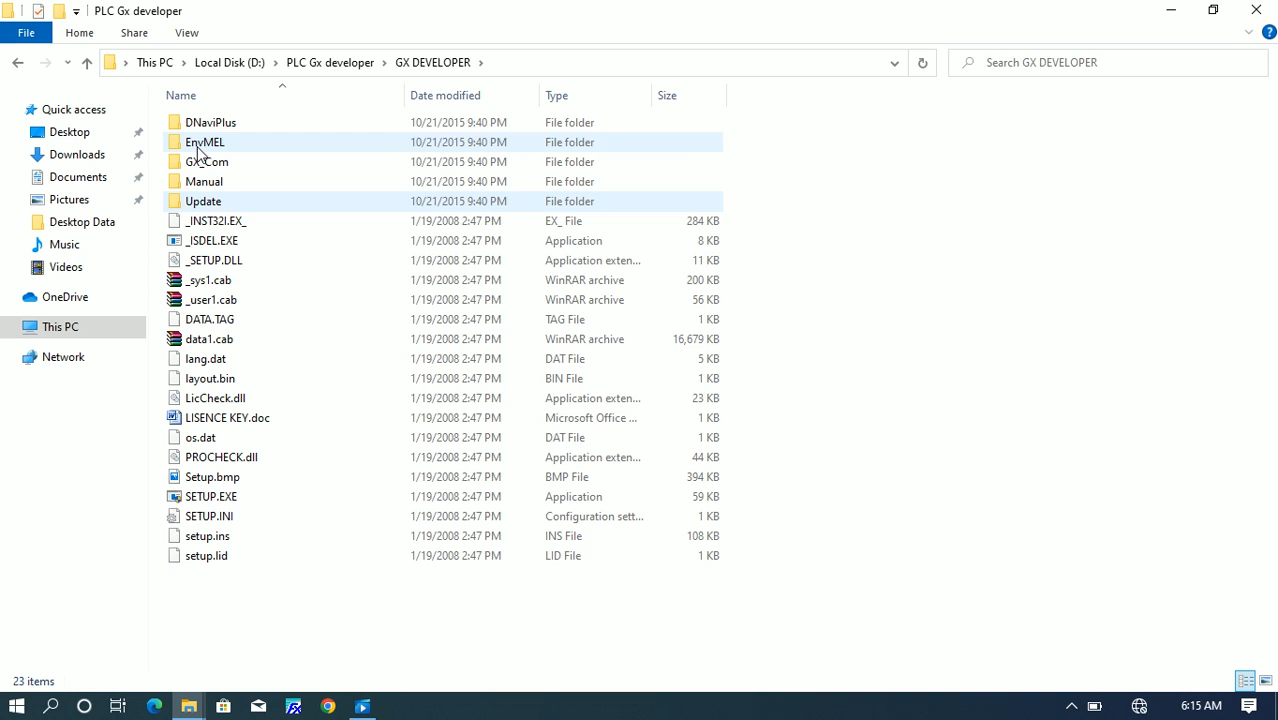 PLC Gx developer
File Home Share View
This PC Local Disk (D:) PLC Gx developer GX DEVELOPER Search GX DEVELOPER
Name Date modified Type Size
Quick access
Desktop
Downloads
Documents
Pictures
Desktop Data
Music
Videos
OneDrive
This PC
Network
DNaviPlus 10/21/2015 9:40 PM File folder
EnvMEL 10/21/2015 9:40 PM File folder
GX_Com 10/21/2015 9:40 PM File folder
Manual 10/21/2015 9:40 PM File folder
Update 10/21/2015 9:40 PM File folder
_INST32I.EX_ 1/19/2008 2:47 PM EX_ File 284 KB
_ISDEL.EXE 1/19/2008 2:47 PM Application 8 KB
_SETUP.DLL 1/19/2008 2:47 PM Application exten... 11 KB
_sys1.cab 1/19/2008 2:47 PM WinRAR archive 200 KB
_user1.cab 1/19/2008 2:47 PM WinRAR archive 56 KB
DATA.TAG 1/19/2008 2:47 PM TAG File 1 KB
data1.cab 1/19/2008 2:47 PM WinRAR archive 16,679 KB
lang.dat 1/19/2008 2:47 PM DAT File 5 KB
layout.bin 1/19/2008 2:47 PM BIN File 1 KB
LicCheck.dll 1/19/2008 2:47 PM Application exten... 23 KB
LISENCE KEY.doc 1/19/2008 2:47 PM Microsoft Office ... 1 KB
os.dat 1/19/2008 2:47 PM DAT File 1 KB
PROCHECK.dll 1/19/2008 2:47 PM Application exten... 44 KB
Setup.bmp 1/19/2008 2:47 PM BMP File 394 KB
SETUP.EXE 1/19/2008 2:47 PM Application 59 KB
SETUP.INI 1/19/2008 2:47 PM Configuration sett... 1 KB
setup.ins 1/19/2008 2:47 PM INS File 108 KB
setup.lid 1/19/2008 2:47 PM LID File 1 KB
23 items
6:15 AM